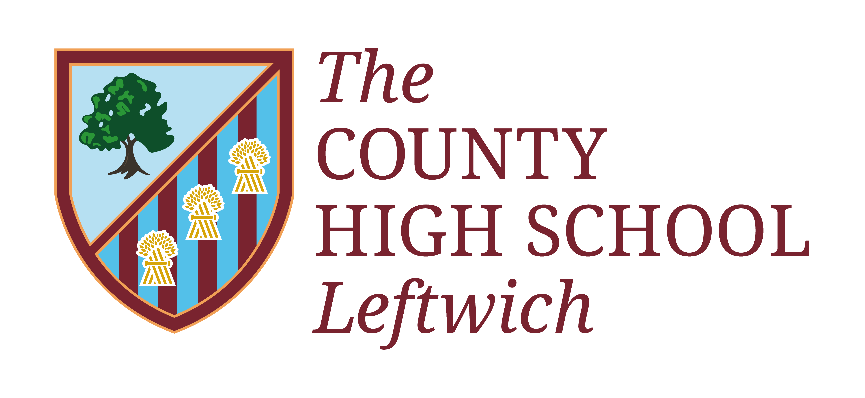 The
COUNTY
HIGH SCHOOL
Leftwich